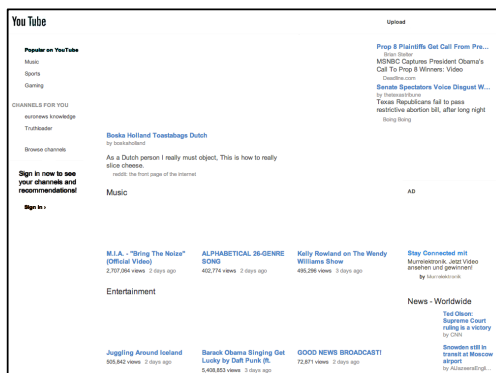 You Tube
Upload
Popular on YouTube
Music
Sports
Gaming
CHANNELS FOR YOU
euronews knowledge
Truthloader
Browse channels
Sign in now to see
your channels and
recommendations!
Sign in ›
Boska Holland Toastabags Dutch
by boskaholland
As a Dutch person I really must object, This is how to really
slice cheese.
reddit: the front page of the internet
Prop 8 Plaintiffs Get Call From Pre...
Brian Stelter
MSNBC Captures President Obama's
Call To Prop 8 Winners: Video
Deadline.com
Senate Spectators Voice Disgust W...
by thetexastribune
Texas Republicans fail to pass
restrictive abortion bill, after long night
Boing Boing
Music
M.I.A. - "Bring The Noize"
(Official Video)
2,707,064 views 2 days ago
ALPHABETICAL 26-GENRE
SONG
402,774 views 2 days ago
Kelly Rowland on The Wendy
Williams Show
495,296 views 3 days ago
AD
Stay Connected mit
Murrelektronik. Jetzt Video
ansehen und gewinnen!
by murrelektronik
Entertainment
Juggling Around Iceland
505,842 views 2 days ago
Barack Obama Singing Get
Lucky by Daft Punk (ft.
5,408,853 views 3 days ago
GOOD NEWS BROADCAST!
72,871 views 2 days ago
News - Worldwide
Ted Olson:
Supreme Court
ruling is a victory
by CNN
Snowden still in
transit at Moscow
airport
by AlJazeeraEngli...